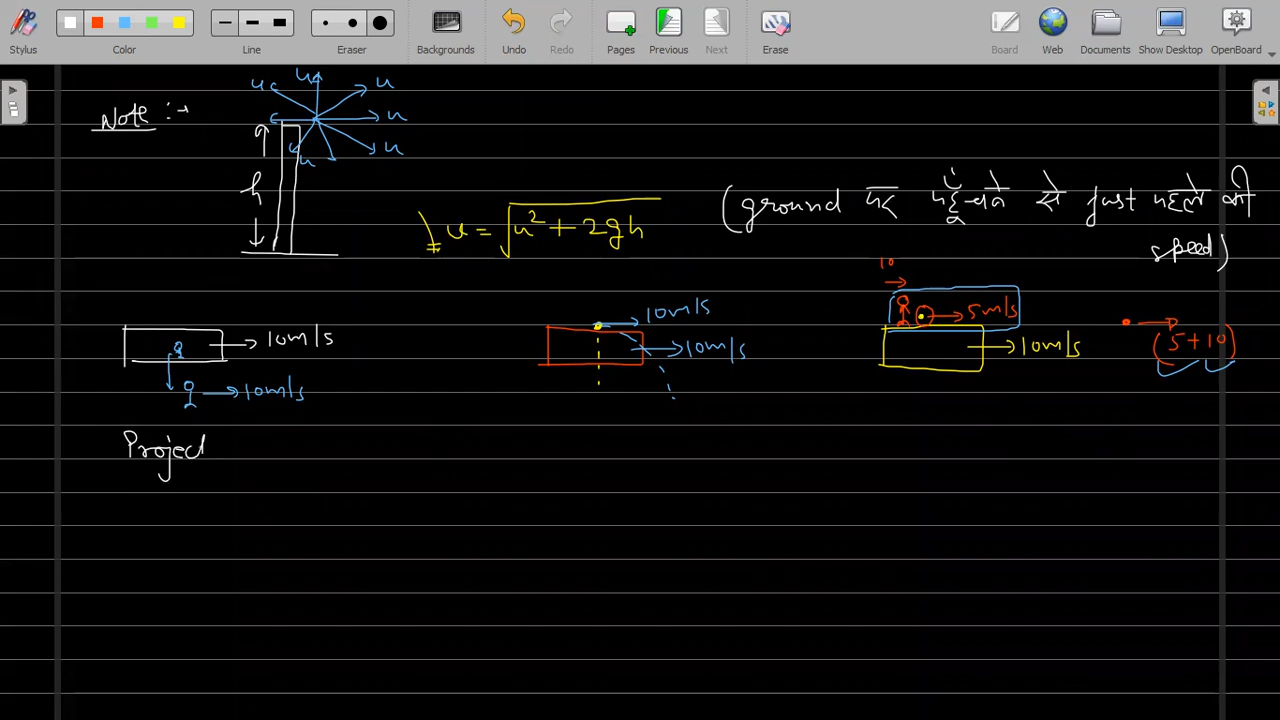 Stylus
Color
Line
Eraser
Backgrounds
Undo
Redo
Pages
Previous
Next
Erase
Board
Web
Documents
Show Desktop
OpenBoard
Note :→
u u u
u
u u
h
v = √u² + 2gh
(ground पर पहुंचने से just पहले की
speed)
10m/s
10m/s
10m/s
10m/s
10
5m/s
10m/s
(5+10)
Project